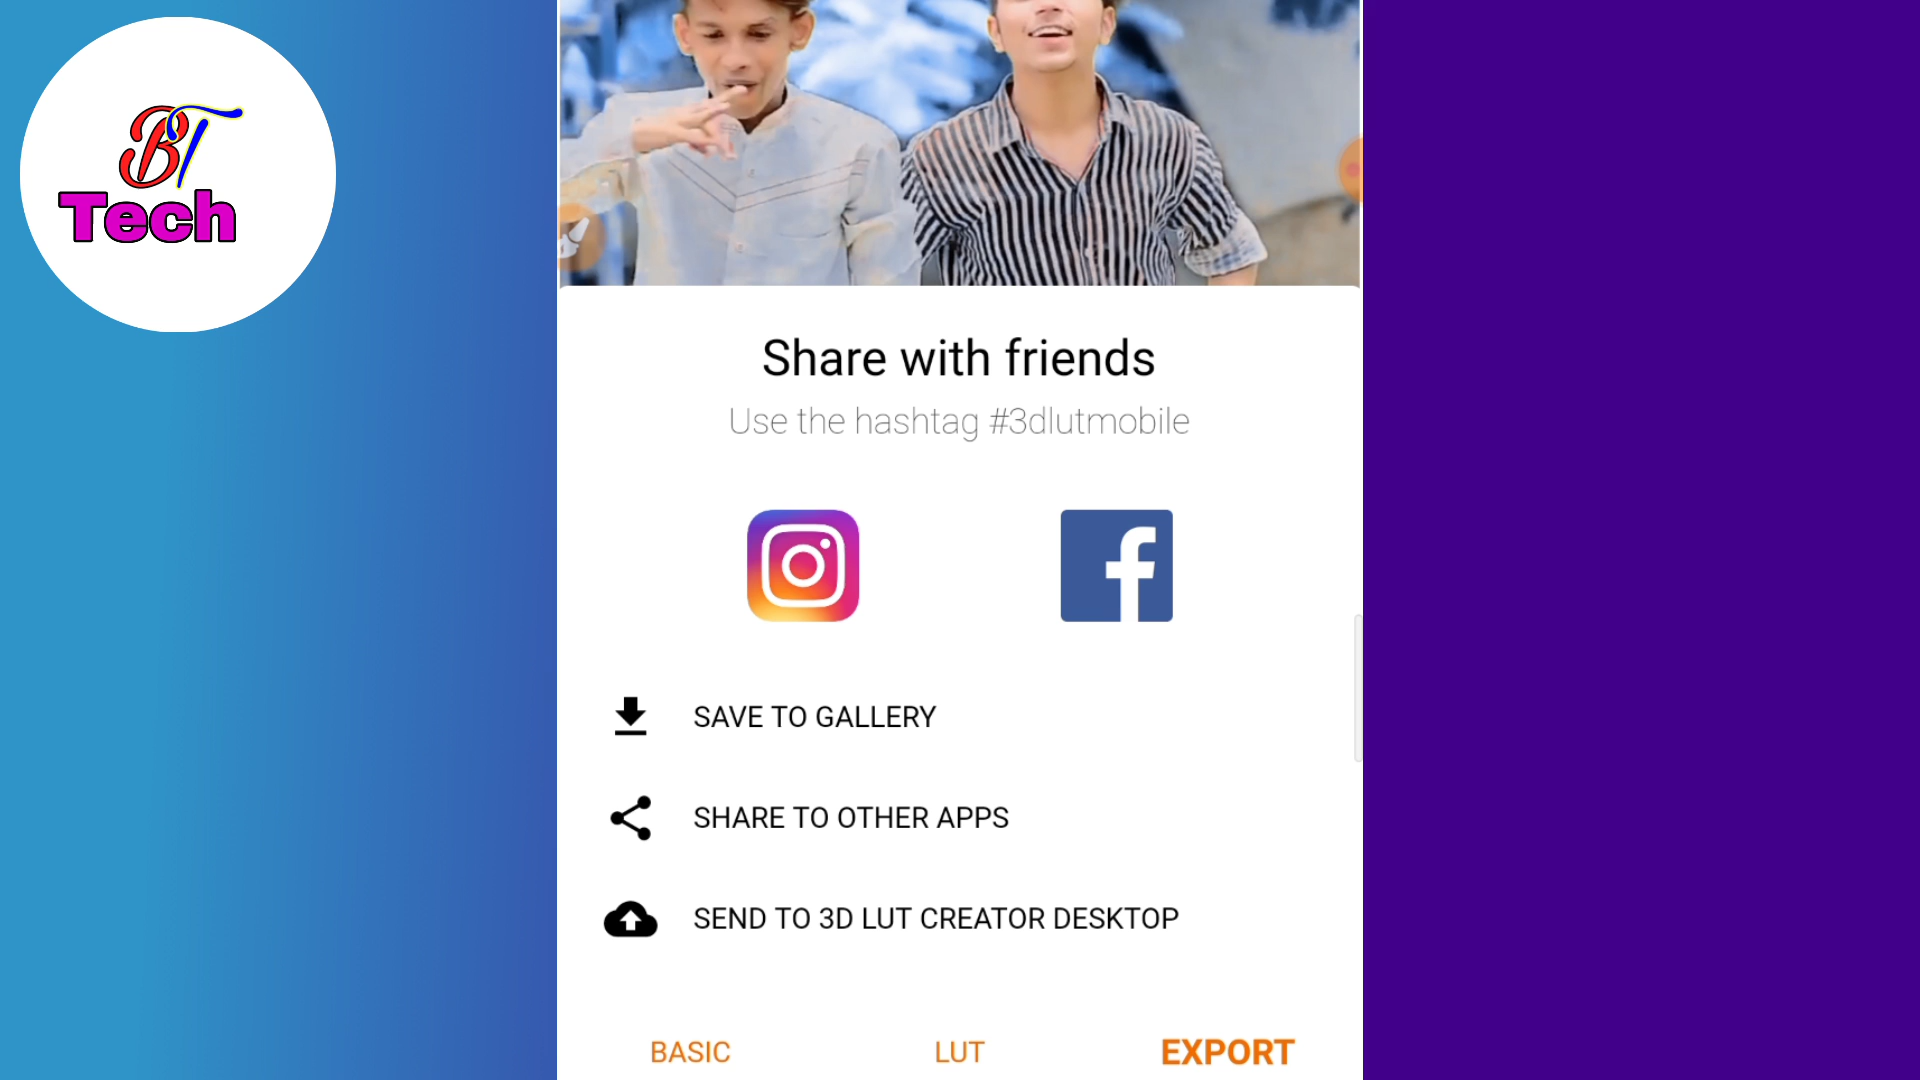 BT
Tech
Share with friends
Use the hashtag #3dlutmobile
SAVE TO GALLERY
SHARE TO OTHER APPS
SEND TO 3D LUT CREATOR DESKTOP
BASIC
LUT
EXPORT